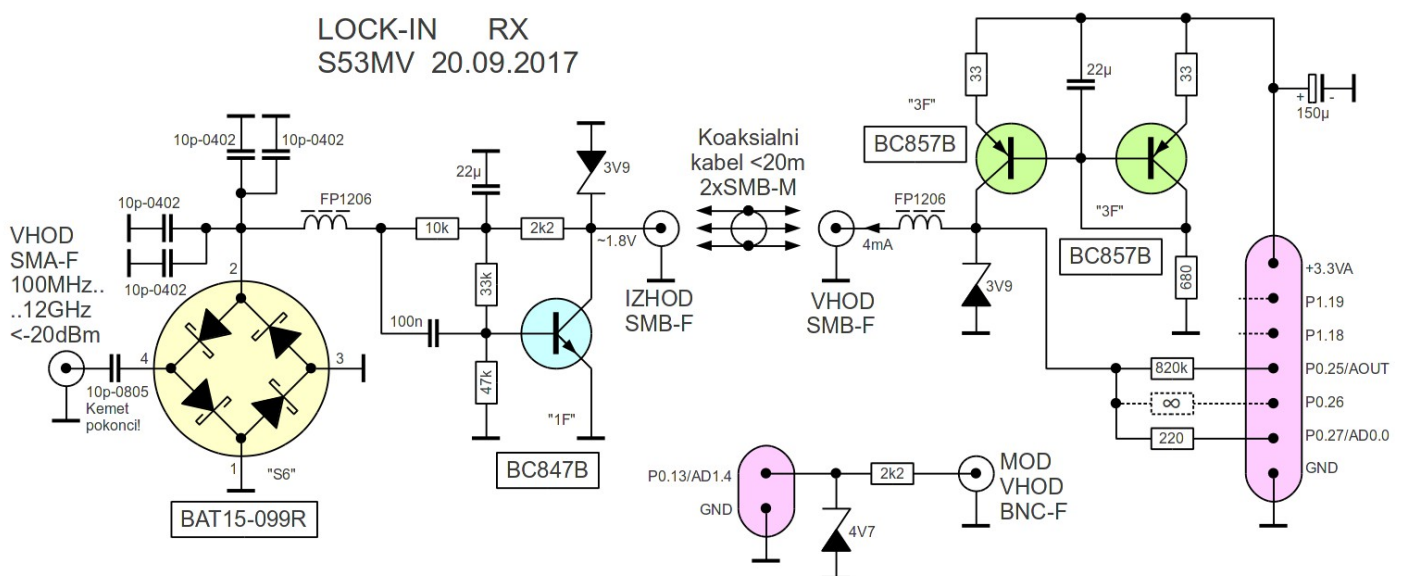 LOCK-IN RX
S53MV 20.09.2017
10p-0402
10p-0402
10p-0402
10p-0402
VHOD
SMA-F
100MHz..
..12GHz
<-20dBm
10p-0805
Kemet
pokonci!
2
4
3
1
"S6"
BAT15-099R
FP1206
22µ
10k
2k2
33k
100n
47k
3V9
~1.8V
"1F"
BC847B
IZHOD
SMB-F
Koaksialni
kabel <20m
2xSMB-M
VHOD
SMB-F
FP1206
4mA
3V9
33
22µ
33
"3F"
BC857B
"3F"
BC857B
680
+ -
150µ
+3.3VA
P1.19
P1.18
820k
P0.25/AOUT
∞
P0.26
220
P0.27/AD0.0
GND
P0.13/AD1.4
GND
2k2
4V7
MOD
VHOD
BNC-F